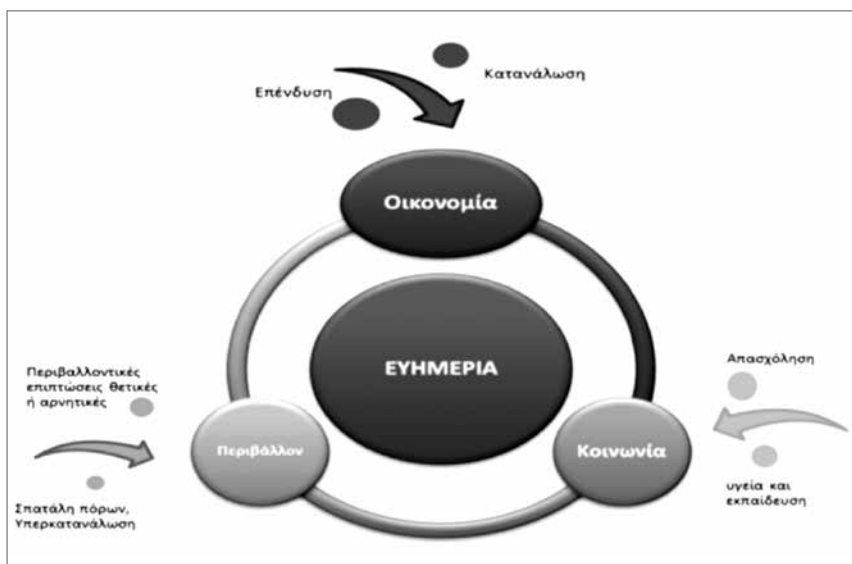 Κατανάλωση
Επένδυση
Οικονομία
ΕΥΗΜΕΡΙΑ
Περιβαλλοντικές
επιπτώσεις θετικές
ή αρνητικές
Περιβάλλον
Σπατάλη πόρων,
Υπερκατανάλωση
Απασχόληση
Κοινωνία
υγεία και
εκπαίδευση